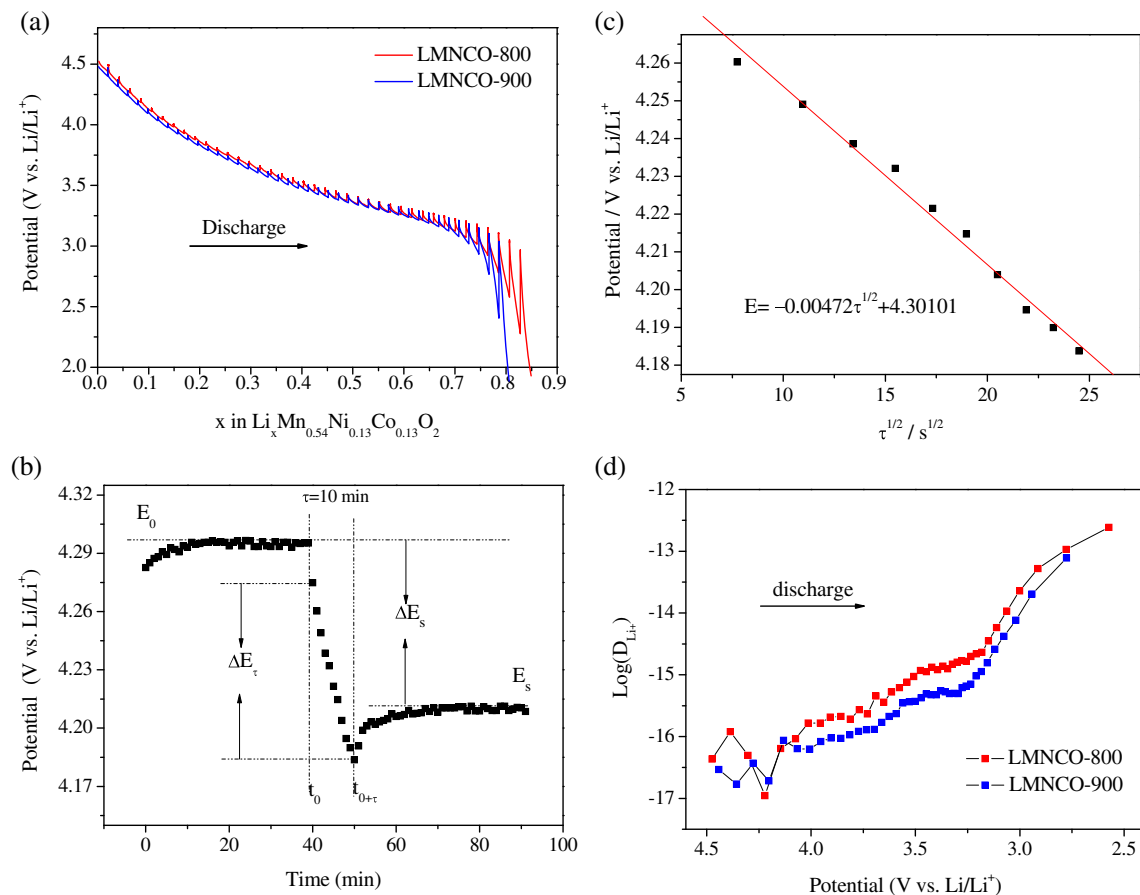 (a)
LMNCO-800
LMNCO-900
Discharge
Potential (V vs. Li/Li⁺)
4.5
4.0
3.5
3.0
2.5
2.0
0.0 0.1 0.2 0.3 0.4 0.5 0.6 0.7 0.8 0.9
x in LiₓMn₀.₅₄Ni₀.₁₃Co₀.₁₃O₂
(c)
Potential / V vs. Li/Li⁺
4.26
4.25
4.24
4.23
4.22
4.21
4.20
4.19
4.18
E= −0.00472τ^1/2+4.30101
5 10 15 20 25
τ^1/2 / s^1/2
(b)
Potential (V vs. Li/Li⁺)
4.32
4.29
4.26
4.23
4.20
4.17
τ=10 min
E₀
ΔEₛ
ΔE_τ
Eₛ
t₀
t₀₊τ
0 20 40 60 80 100
Time (min)
(d)
Log(D_Li+)
-12
-13
-14
-15
-16
-17
discharge
LMNCO-800
LMNCO-900
4.5 4.0 3.5 3.0 2.5
Potential (V vs. Li/Li⁺)